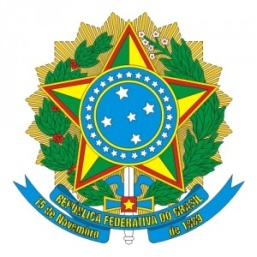 REPÚBLICA FEDERATIVA DO BRASIL
15 de Novembro
de 1889